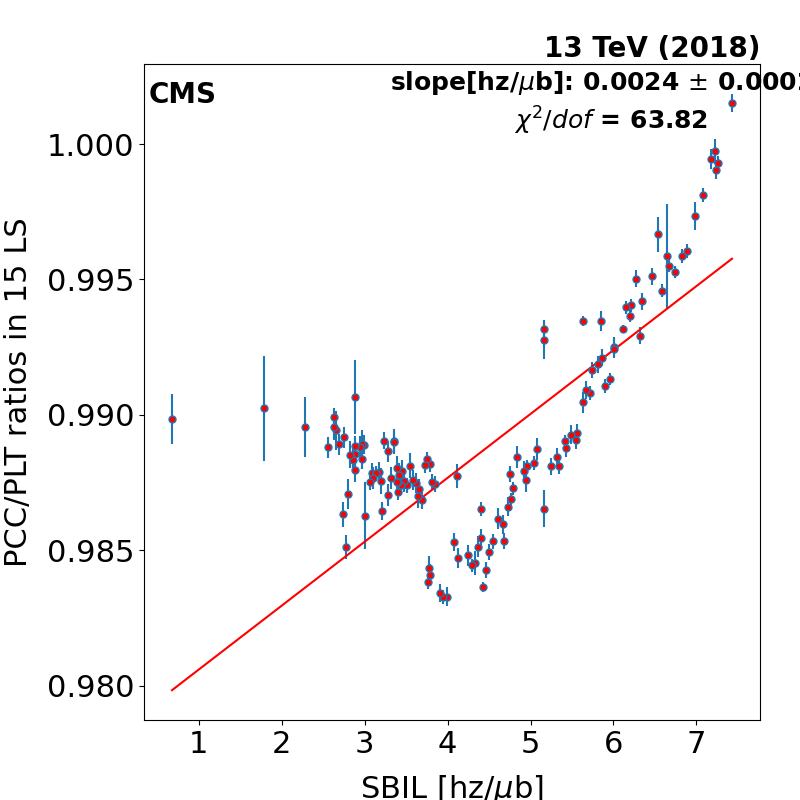 13 TeV (2018)
CMS
slope[hz/μb]: 0.0024 ± 0.000
χ²/dof = 63.82
PCC/PLT ratios in 15 LS
1.000
0.995
0.990
0.985
0.980
1 2 3 4 5 6 7
SBIL [hz/μb]